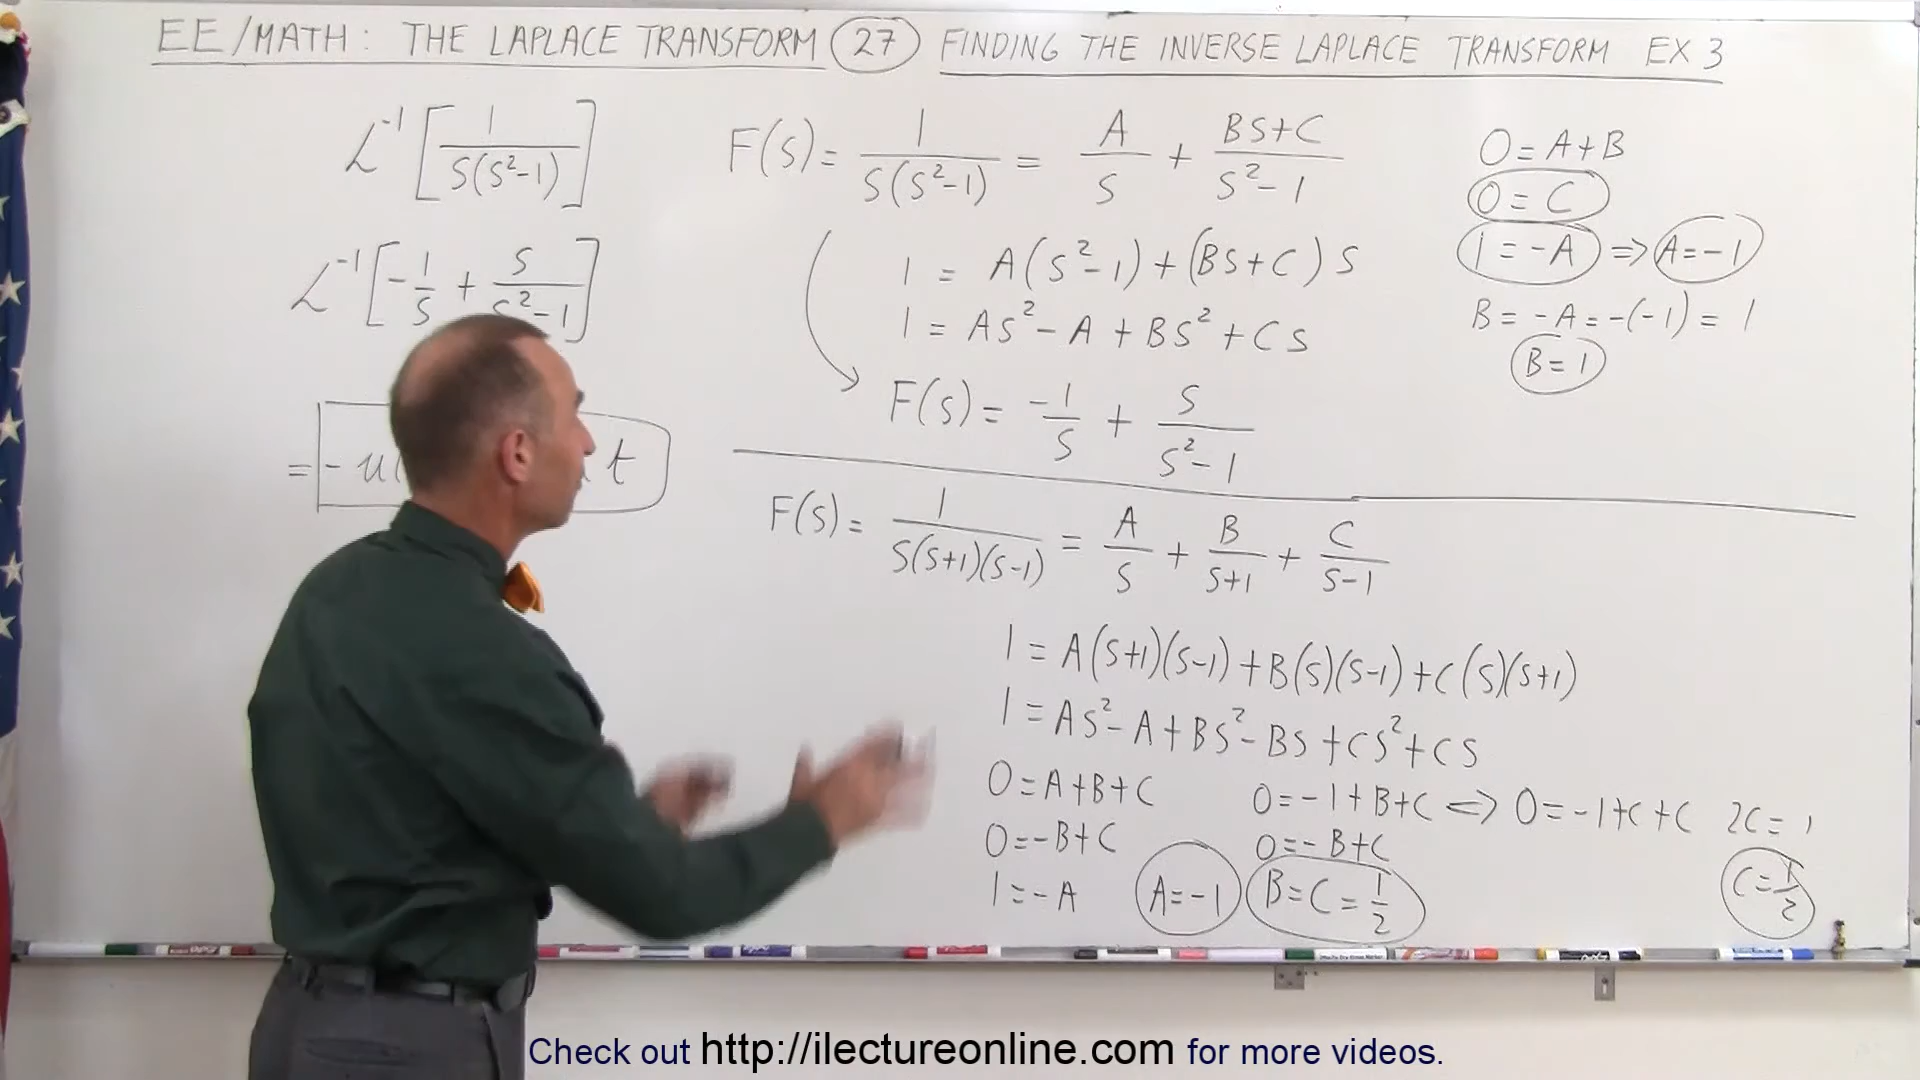 EE/MATH: THE LAPLACE TRANSFORM 27 FINDING THE INVERSE LAPLACE TRANSFORM EX 3
ℒ⁻¹[1/(S(S²-1))]
ℒ⁻¹[-1/S + S/(S²-1)]
= -u( t
F(S) = 1/(S(S²-1)) = A/S + (BS+C)/(S²-1)
1 = A(S²-1) + (BS+C)S
1 = AS² - A + BS² + CS
F(S) = -1/S + S/(S²-1)
0 = A+B
0 = C
1 = -A => A = -1
B = -A = -(-1) = 1
B = 1
F(S) = 1/(S(S+1)(S-1)) = A/S + B/(S+1) + C/(S-1)
1 = A(S+1)(S-1) + B(S)(S-1) + C(S)(S+1)
1 = AS² - A + BS² - BS + CS² + CS
0 = A+B+C 0 = -1+B+C <=> 0 = -1+C+C 2C = 1
0 = -B+C 0 = -B+C
1 = -A A = -1 B = C = 1/2 C = 1/2
Check out http://ilectureonline.com for more videos.